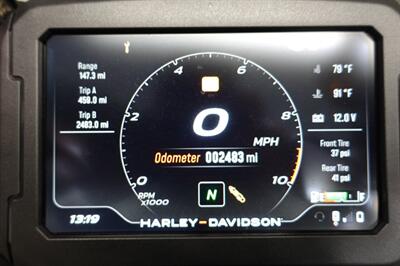 Range
147.3 mi
Trip A
459.0 mi
Trip B
2483.0 mi
13:19
0
2
4
6
8
10
RPM
x1000
0
MPH
Odometer 002483 mi
N
HARLEY-DAVIDSON
79 °F
91 °F
12.0 V
Front Tire
37 psi
Rear Tire
41 psi